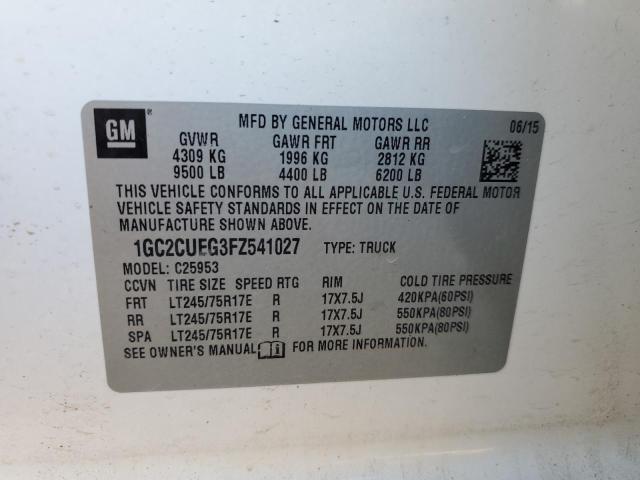 GM
MFD BY GENERAL MOTORS LLC 06/15
GVWR GAWR FRT GAWR RR
4309 KG 1996 KG 2812 KG
9500 LB 4400 LB 6200 LB
THIS VEHICLE CONFORMS TO ALL APPLICABLE U.S. FEDERAL MOTOR
VEHICLE SAFETY STANDARDS IN EFFECT ON THE DATE OF
MANUFACTURE SHOWN ABOVE.
1GC2CUEG3FZ541027 TYPE: TRUCK
MODEL: C25953
CCVN TIRE SIZE SPEED RTG RIM COLD TIRE PRESSURE
FRT LT245/75R17E R 17X7.5J 420KPA(60PSI)
RR LT245/75R17E R 17X7.5J 550KPA(80PSI)
SPA LT245/75R17E R 17X7.5J 550KPA(80PSI)
SEE OWNER'S MANUAL FOR MORE INFORMATION.